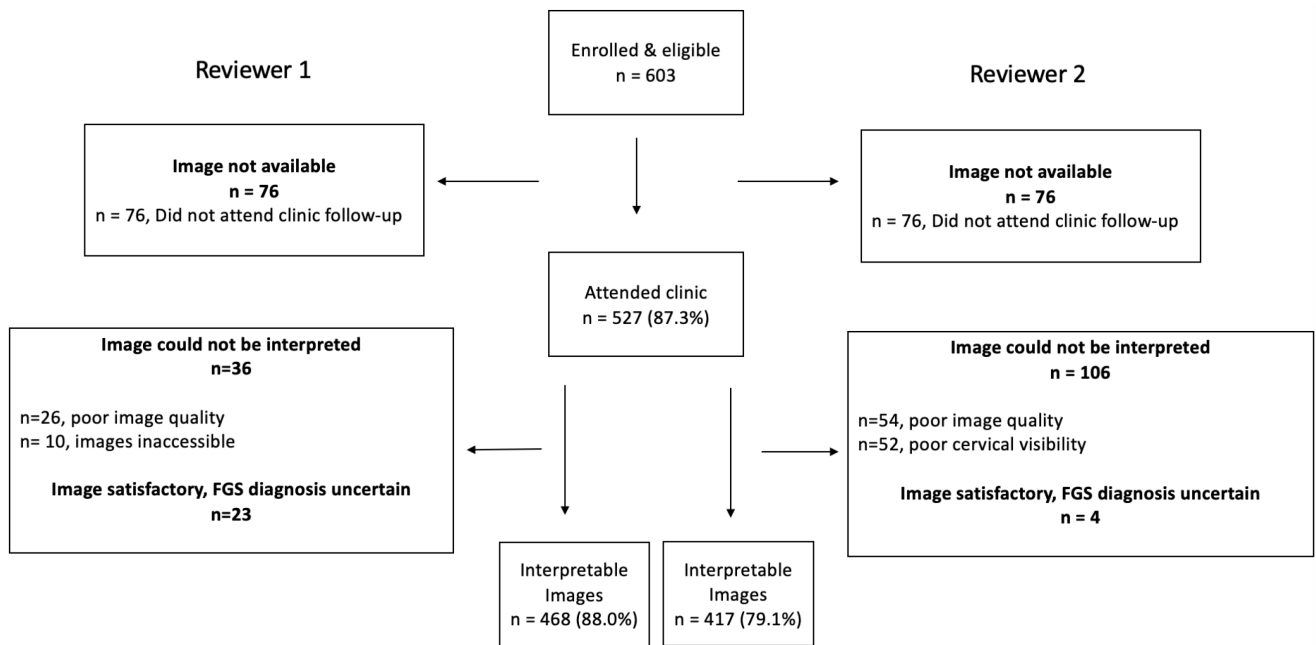 Enrolled & eligible
n = 603
Reviewer 1
Reviewer 2
Image not available
n = 76
n = 76, Did not attend clinic follow-up
Image not available
n = 76
n = 76, Did not attend clinic follow-up
Attended clinic
n = 527 (87.3%)
Image could not be interpreted
n=36
n=26, poor image quality
n= 10, images inaccessible
Image satisfactory, FGS diagnosis uncertain
n=23
Image could not be interpreted
n = 106
n=54, poor image quality
n=52, poor cervical visibility
Image satisfactory, FGS diagnosis uncertain
n = 4
Interpretable
Images
n = 468 (88.0%)
Interpretable
Images
n = 417 (79.1%)